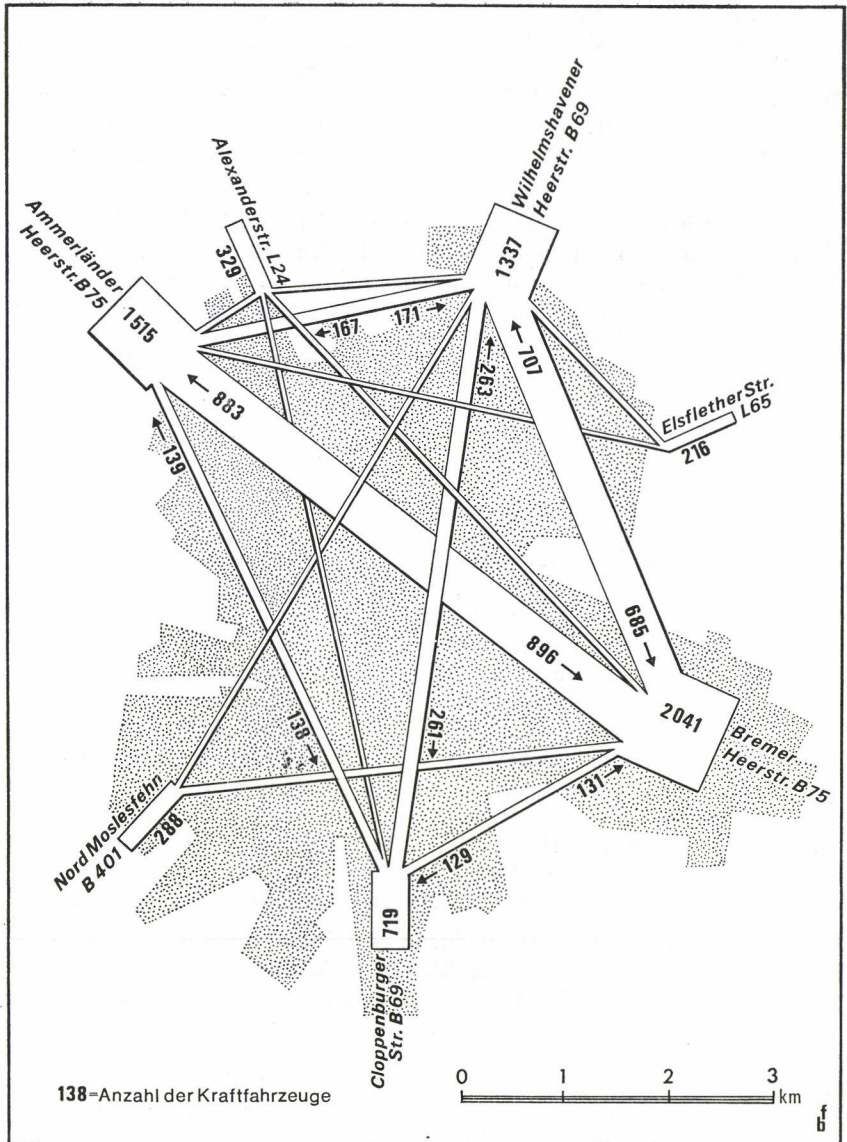 Wilhelmshavener
Heerstr. B69
1337
Alexanderstr. L24
329
Ammerländer
Heerstr. B75
1515
167
171
263
707
Elsflether Str.
L65
216
883
139
896
685
2041
Bremer
Heerstr. B75
138
261
131
129
Nord Moslesfehn
B 401
288
719
Cloppenburger
Str. B69
138=Anzahl der Kraftfahrzeuge
0 1 2 3
km
f
b